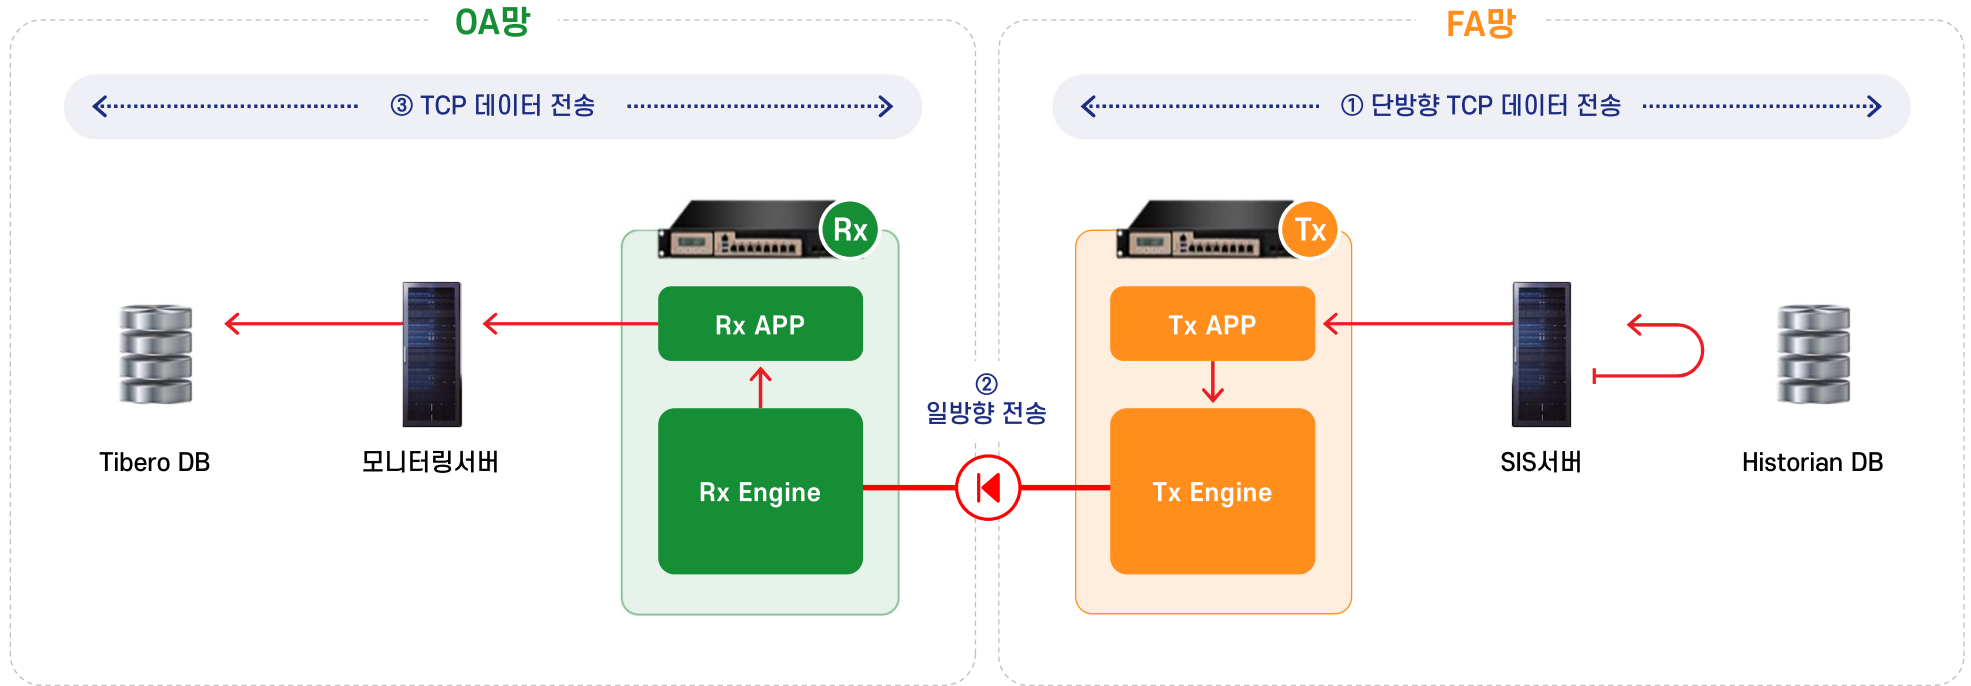 OA망
FA망
③ TCP 데이터 전송
① 단방향 TCP 데이터 전송
Rx
Tx
Rx APP
Tx APP
②
일방향 전송
Tibero DB
모니터링서버
SIS서버
Historian DB
Rx Engine
Tx Engine